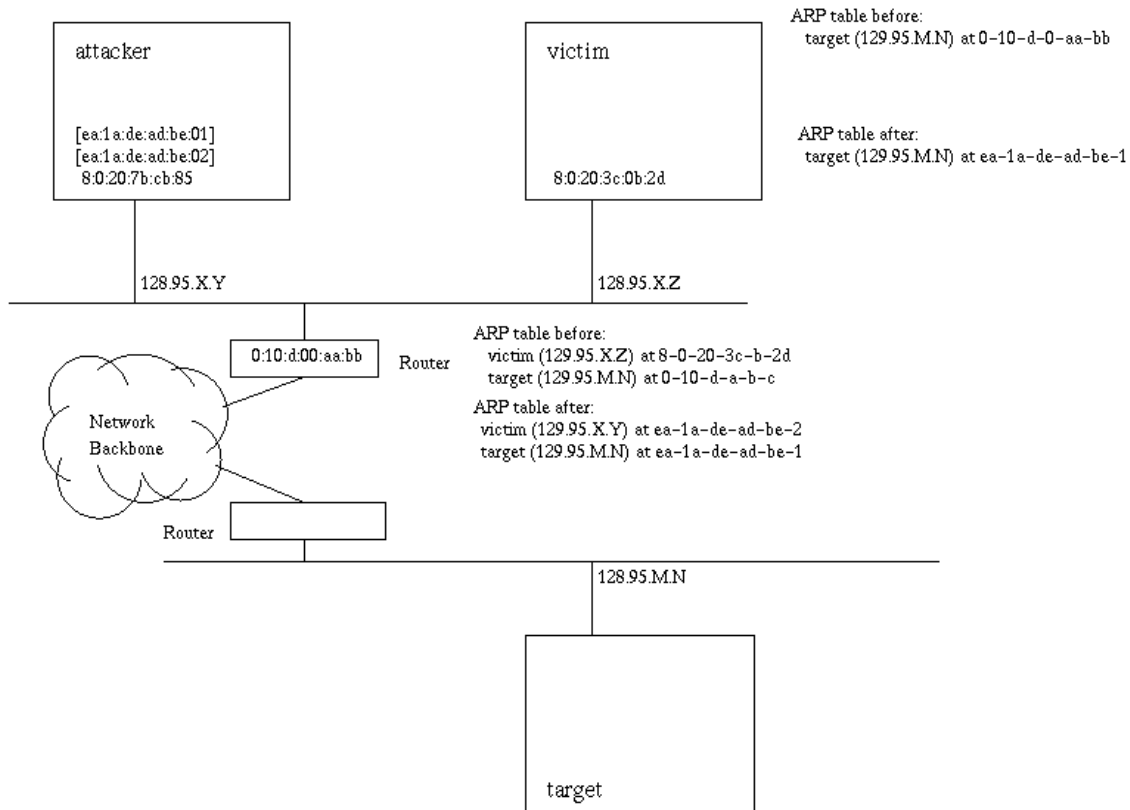 attacker
[ea:1a:de:ad:be:01]
[ea:1a:de:ad:be:02]
8:0:20:7b:cb:85
victim
8:0:20:3c:0b:2d
ARP table before:
target (129.95.M.N) at 0-10-d-0-aa-bb
ARP table after:
target (129.95.M.N) at ea-1a-de-ad-be-1
128.95.X.Y
128.95.X.Z
0:10:d:00:aa:bb
Router
ARP table before:
victim (129.95.X.Z) at 8-0-20-3c-b-2d
target (129.95.M.N) at 0-10-d-a-b-c
ARP table after:
victim (129.95.X.Y) at ea-1a-de-ad-be-2
target (129.95.M.N) at ea-1a-de-ad-be-1
Network
Backbone
Router
128.95.M.N
target